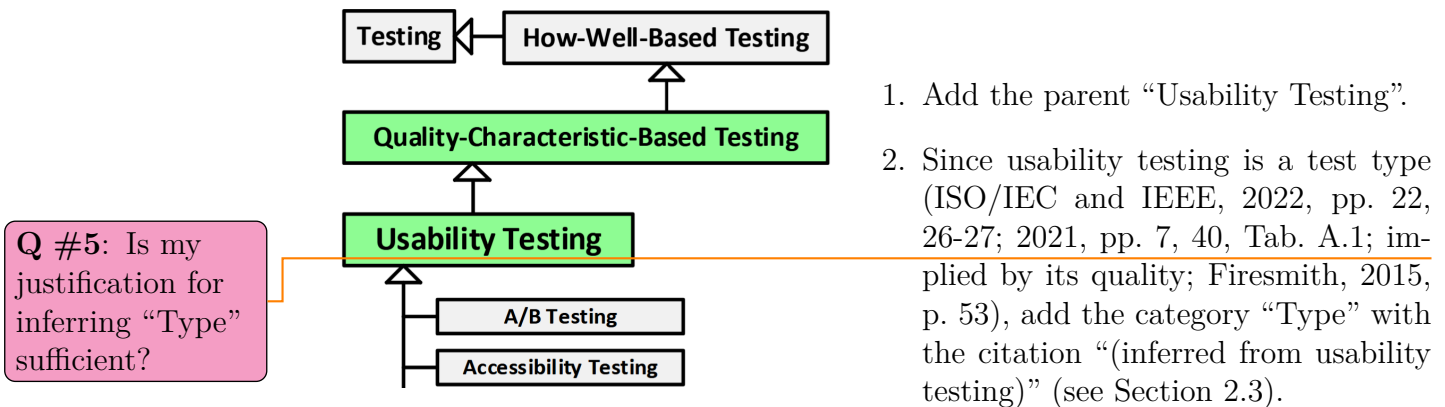 Testing
How-Well-Based Testing
Quality-Characteristic-Based Testing
Usability Testing
A/B Testing
Accessibility Testing
Q #5: Is my
justification for
inferring “Type”
sufficient?
1. Add the parent “Usability Testing”.
2. Since usability testing is a test type
(ISO/IEC and IEEE, 2022, pp. 22,
26-27; 2021, pp. 7, 40, Tab. A.1; im-
plied by its quality; Firesmith, 2015,
p. 53), add the category “Type” with
the citation “(inferred from usability
testing)” (see Section 2.3).